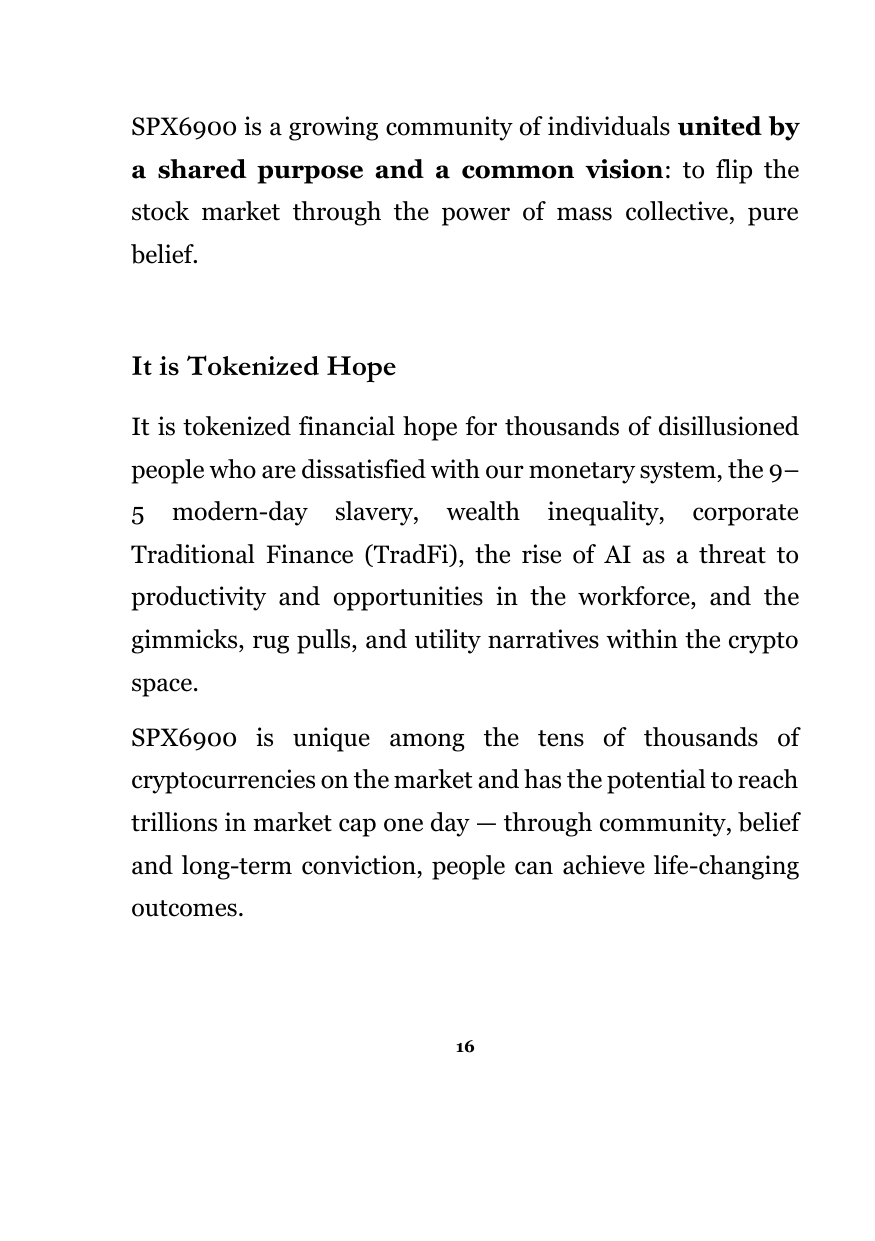 SPX6900 is a growing community of individuals united by
a shared purpose and a common vision: to flip the
stock market through the power of mass collective, pure
belief.
It is Tokenized Hope
It is tokenized financial hope for thousands of disillusioned
people who are dissatisfied with our monetary system, the 9–
5 modern-day slavery, wealth inequality, corporate
Traditional Finance (TradFi), the rise of AI as a threat to
productivity and opportunities in the workforce, and the
gimmicks, rug pulls, and utility narratives within the crypto
space.
SPX6900 is unique among the tens of thousands of
cryptocurrencies on the market and has the potential to reach
trillions in market cap one day — through community, belief
and long-term conviction, people can achieve life-changing
outcomes.
16